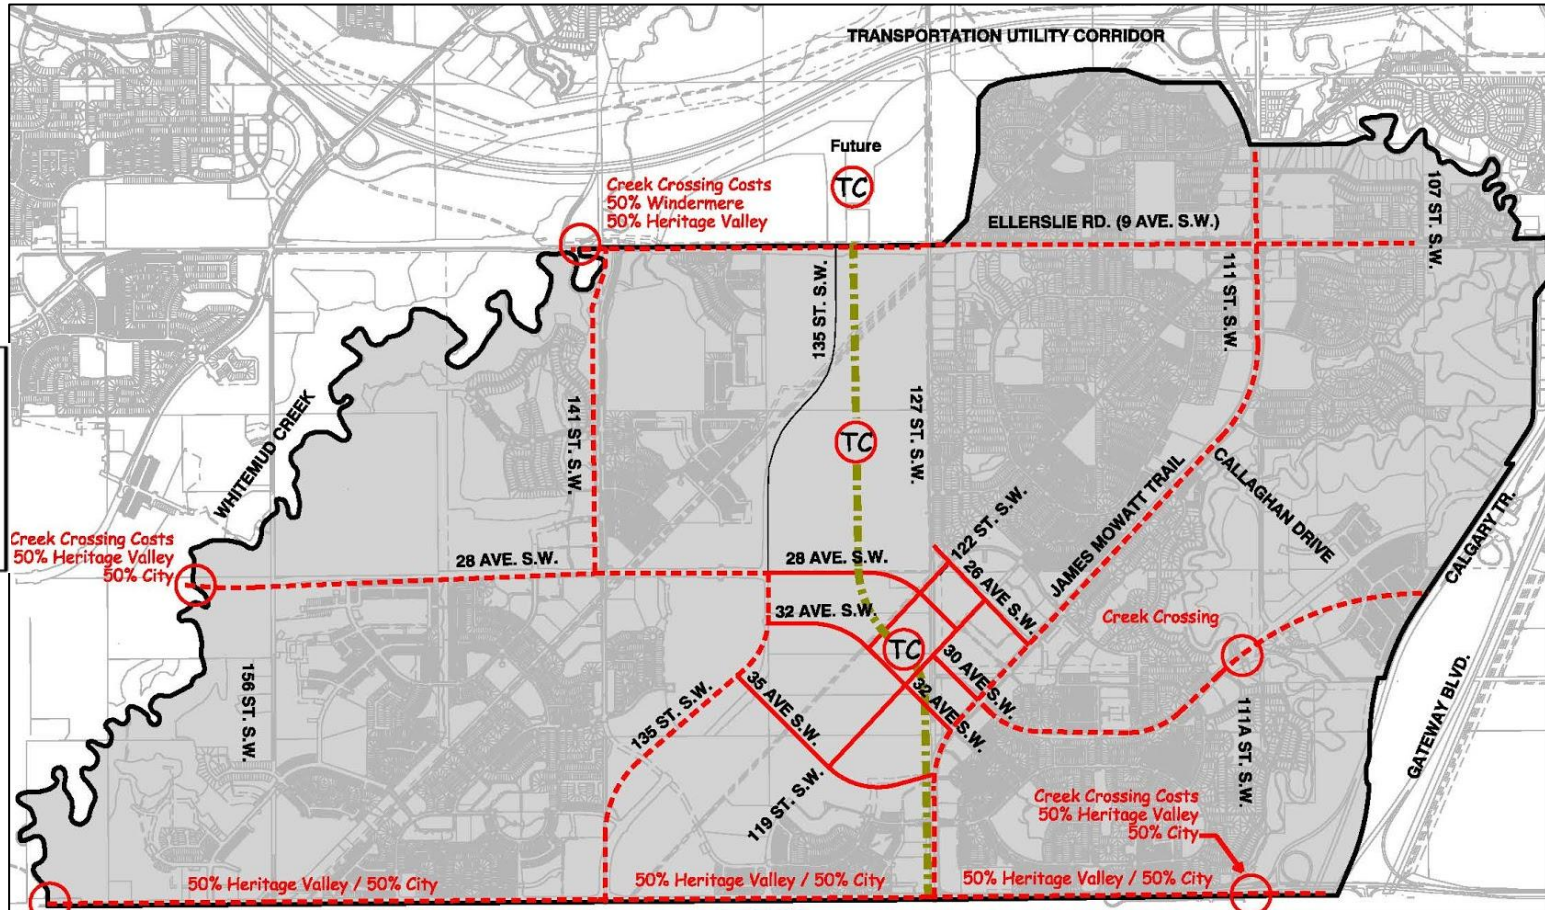 TRANSPORTATION UTILITY CORRIDOR
Future
TC
Creek Crossing Costs
50% Windermere
50% Heritage Valley
ELLERSLIE RD. (9 AVE. S.W.)
107 ST. S.W.
111 ST. S.W.
135 ST. S.W.
127 ST. S.W.
141 ST. S.W.
TC
WHITEMUD CREEK
JAMES MOWATT TRAIL
CALLAGHAN DRIVE
CALGARY TR.
122 ST. S.W.
Creek Crossing Costs
50% Heritage Valley
50% City
28 AVE. S.W.
28 AVE. S.W.
26 AVE S.W.
32 AVE. S.W.
Creek Crossing
TC
30 AVE S.W.
32 AVE S.W.
156 ST. S.W.
135 ST. S.W.
35 AVE S.W.
111A ST. S.W.
GATEWAY BLVD.
119 ST. S.W.
Creek Crossing Costs
50% Heritage Valley
50% City
50% Heritage Valley / 50% City
50% Heritage Valley / 50% City
50% Heritage Valley / 50% City